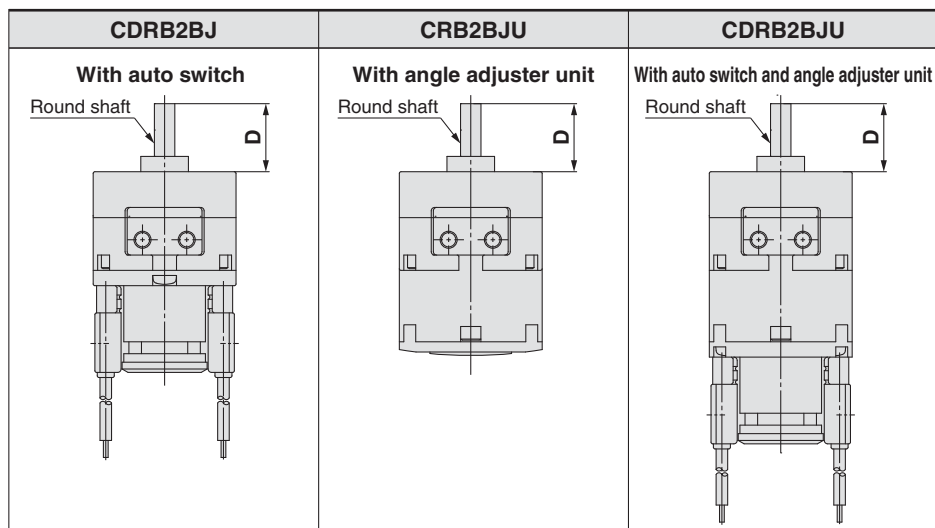 CDRB2BJ
CRB2BJU
CDRB2BJU
With auto switch
With angle adjuster unit
With auto switch and angle adjuster unit
Round shaft
D
Round shaft
D
Round shaft
D